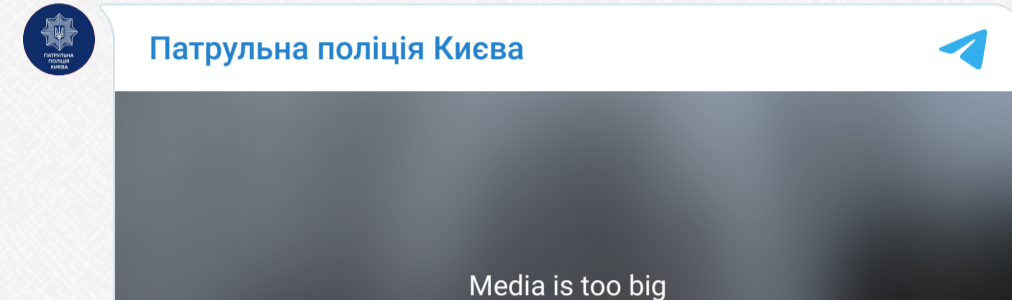 ПАТРУЛЬНА
ПОЛІЦІЯ
КИЄВА
Патрульна поліція Києва
Media is too big